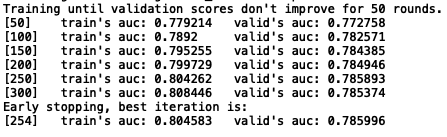 Training until validation scores don't improve for 50 rounds.
[50] train's auc: 0.779214 valid's auc: 0.772758
[100] train's auc: 0.7892 valid's auc: 0.782571
[150] train's auc: 0.795255 valid's auc: 0.784385
[200] train's auc: 0.799729 valid's auc: 0.784946
[250] train's auc: 0.804262 valid's auc: 0.785893
[300] train's auc: 0.808446 valid's auc: 0.785374
Early stopping, best iteration is:
[254] train's auc: 0.804583 valid's auc: 0.785996